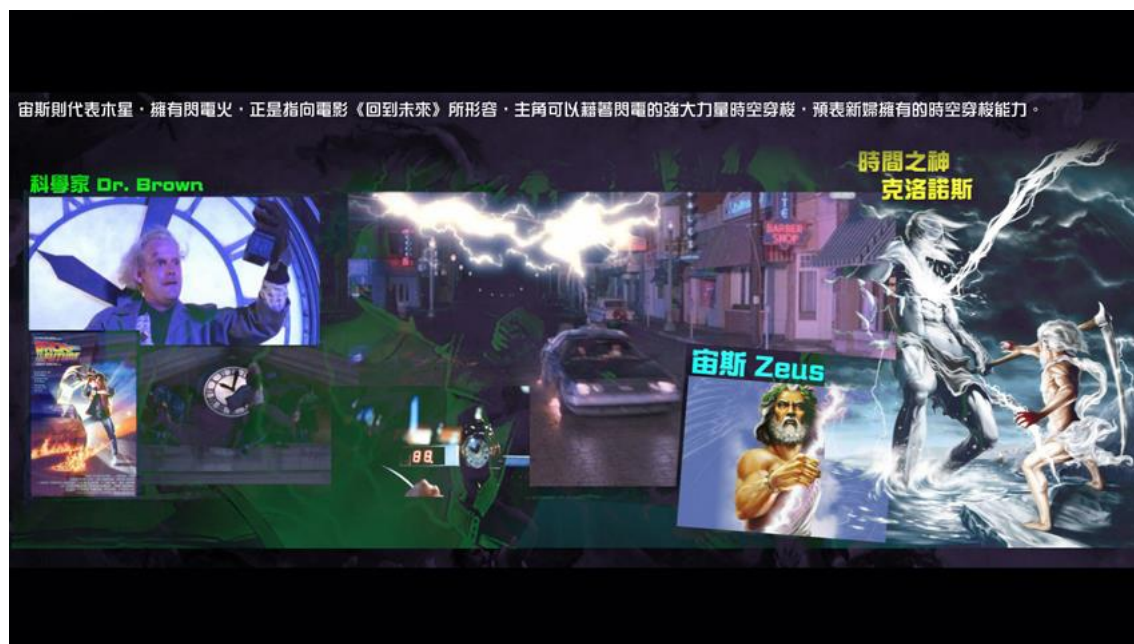 宙斯則代表木星，擁有閃電火，正是指向電影《回到未來》所形容，主角可以藉著閃電的強大力量時空穿梭，預表新婦擁有的時空穿梭能力。
時間之神
克洛諾斯
科學家 Dr. Brown
BARBER
SHOP
宙斯 Zeus
88